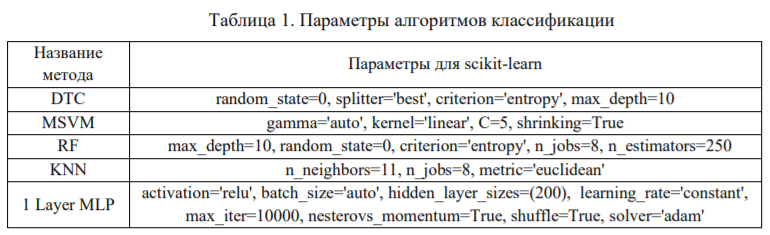 Таблица 1. Параметры алгоритмов классификации
Название метода
Параметры для scikit-learn
DTC
random_state=0, splitter='best', criterion='entropy', max_depth=10
MSVM
gamma='auto', kernel='linear', C=5, shrinking=True
RF
max_depth=10, random_state=0, criterion='entropy', n_jobs=8, n_estimators=250
KNN
n_neighbors=11, n_jobs=8, metric='euclidean'
1 Layer MLP
activation='relu', batch_size='auto', hidden_layer_sizes=(200), learning_rate='constant',
max_iter=10000, nesterovs_momentum=True, shuffle=True, solver='adam'